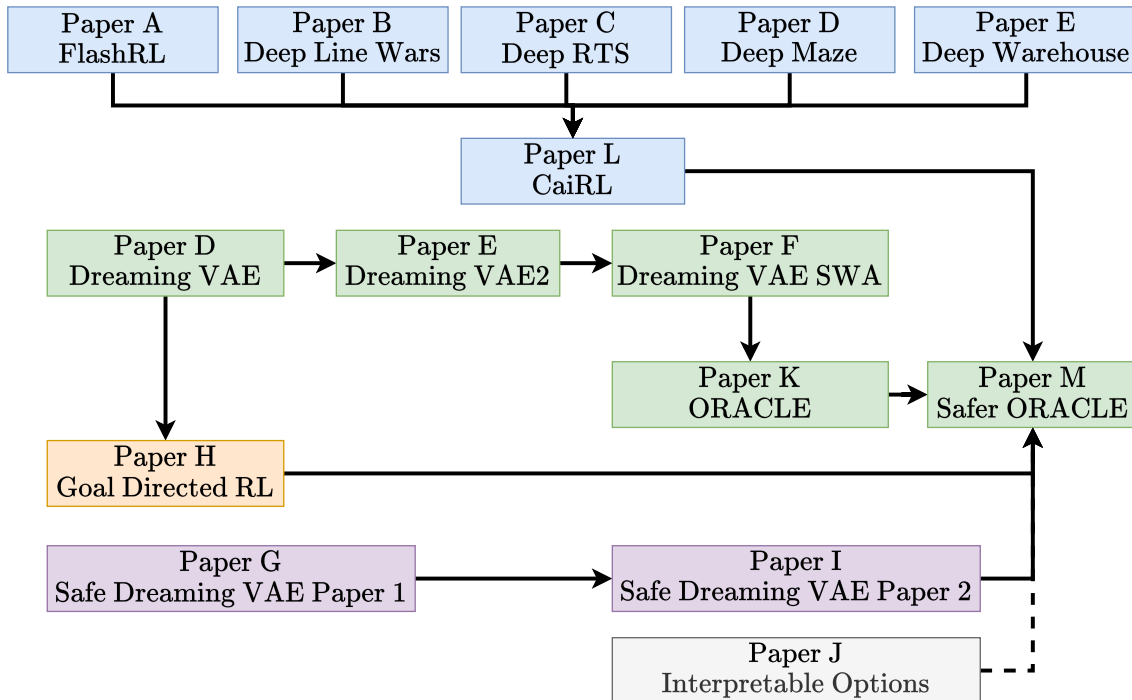 Paper A
FlashRL
Paper B
Deep Line Wars
Paper C
Deep RTS
Paper D
Deep Maze
Paper E
Deep Warehouse
Paper L
CaiRL
Paper D
Dreaming VAE
Paper E
Dreaming VAE2
Paper F
Dreaming VAE SWA
Paper K
ORACLE
Paper M
Safer ORACLE
Paper H
Goal Directed RL
Paper G
Safe Dreaming VAE Paper 1
Paper I
Safe Dreaming VAE Paper 2
Paper J
Interpretable Options